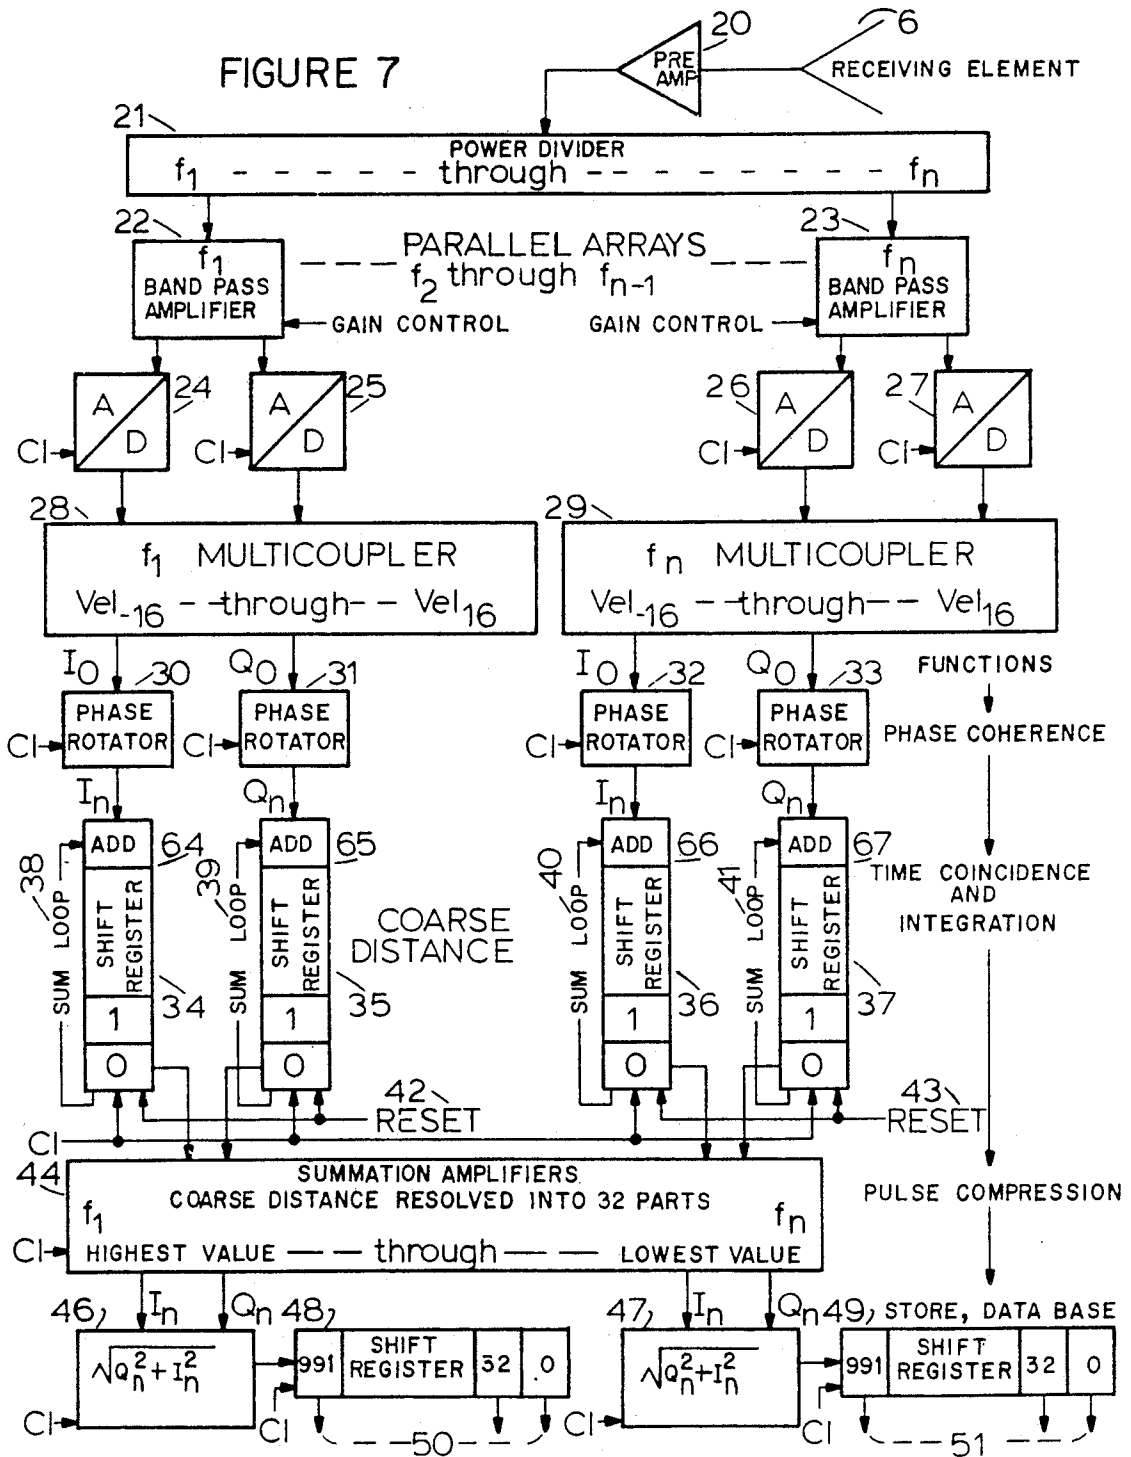 20
6
FIGURE 7
PRE
AMP
RECEIVING ELEMENT
21
POWER DIVIDER
f1 - - - - - through - - - - - - - fn
22
23
PARALLEL ARRAYS
f2 through fn-1
f1
BAND PASS
AMPLIFIER
fn
BAND PASS
AMPLIFIER
GAIN CONTROL
GAIN CONTROL
A
D
24
A
D
25
26
A
D
27
A
D
Cl
Cl
Cl
Cl
28
29
f1 MULTICOUPLER
Vel-16 - - through - - Vel16
fn MULTICOUPLER
Vel-16 - - through - - Vel16
I0
30
Q0
31
I0
32
Q0
33
FUNCTIONS
PHASE
ROTATOR
PHASE
ROTATOR
PHASE
ROTATOR
PHASE
ROTATOR
Cl
Cl
Cl
Cl
PHASE COHERENCE
In
Qn
In
Qn
ADD
64
ADD
65
ADD
66
ADD
67
38
SUM LOOP
39
SUM LOOP
40
SUM LOOP
41
SUM LOOP
SHIFT
REGISTER
SHIFT
REGISTER
SHIFT
REGISTER
SHIFT
REGISTER
TIME COINCIDENCE
AND
INTEGRATION
COARSE
DISTANCE
34
35
36
37
1
1
1
1
0
0
0
0
42
RESET
43
RESET
Cl
44
SUMMATION AMPLIFIERS
COARSE DISTANCE RESOLVED INTO 32 PARTS
f1
fn
Cl
HIGHEST VALUE — — through — — LOWEST VALUE
PULSE COMPRESSION
46
In
Qn
48
47
In
Qn
49
STORE, DATA BASE
√Qn²+In²
991
SHIFT
REGISTER
32
0
√Qn²+In²
991
SHIFT
REGISTER
32
0
Cl
Cl
Cl
Cl
50
51